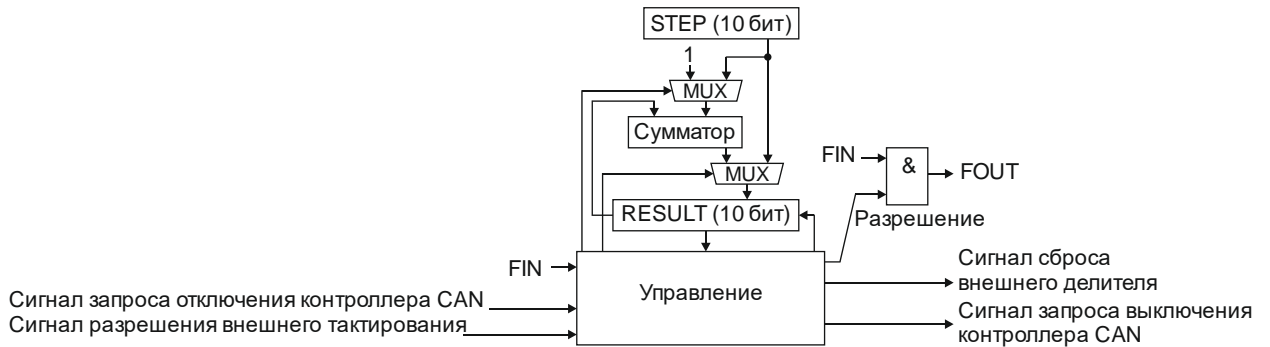 STEP (10 бит)
1
MUX
Сумматор
MUX
FIN
&
FOUT
RESULT (10 бит)
Разрешение
FIN
Управление
Сигнал сброса
внешнего делителя
Сигнал запроса отключения контроллера CAN
Сигнал разрешения внешнего тактирования
Сигнал запроса выключения
контроллера CAN